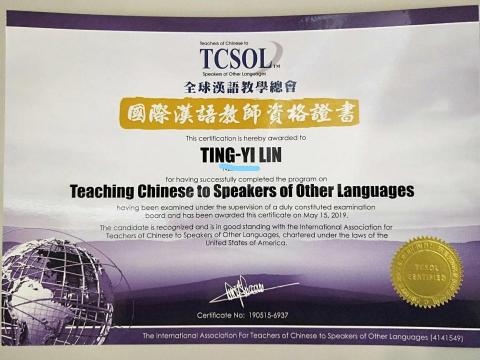 Teachers of Chinese to
TCSOL TM
Speakers of Other Languages
全球漢語教學總會
國際漢語教師資格證書
This certification is hereby awarded to
TING-YI LIN
for having successfully completed the program on
Teaching Chinese to Speakers of Other Languages
having been examined under the supervision of a duly constituted examination
board and has been awarded this certificate on May 15, 2019.
The candidate is recognized and is in good standing with the International Association for
Teachers of Chinese to Speakers of Other Languages, chartered under the laws of the
United States of America.
TCSOL
CERTIFIED
Certificate No: 190515-6937
The International Association For Teachers of Chinese to Speakers of Other Languages (4141549)